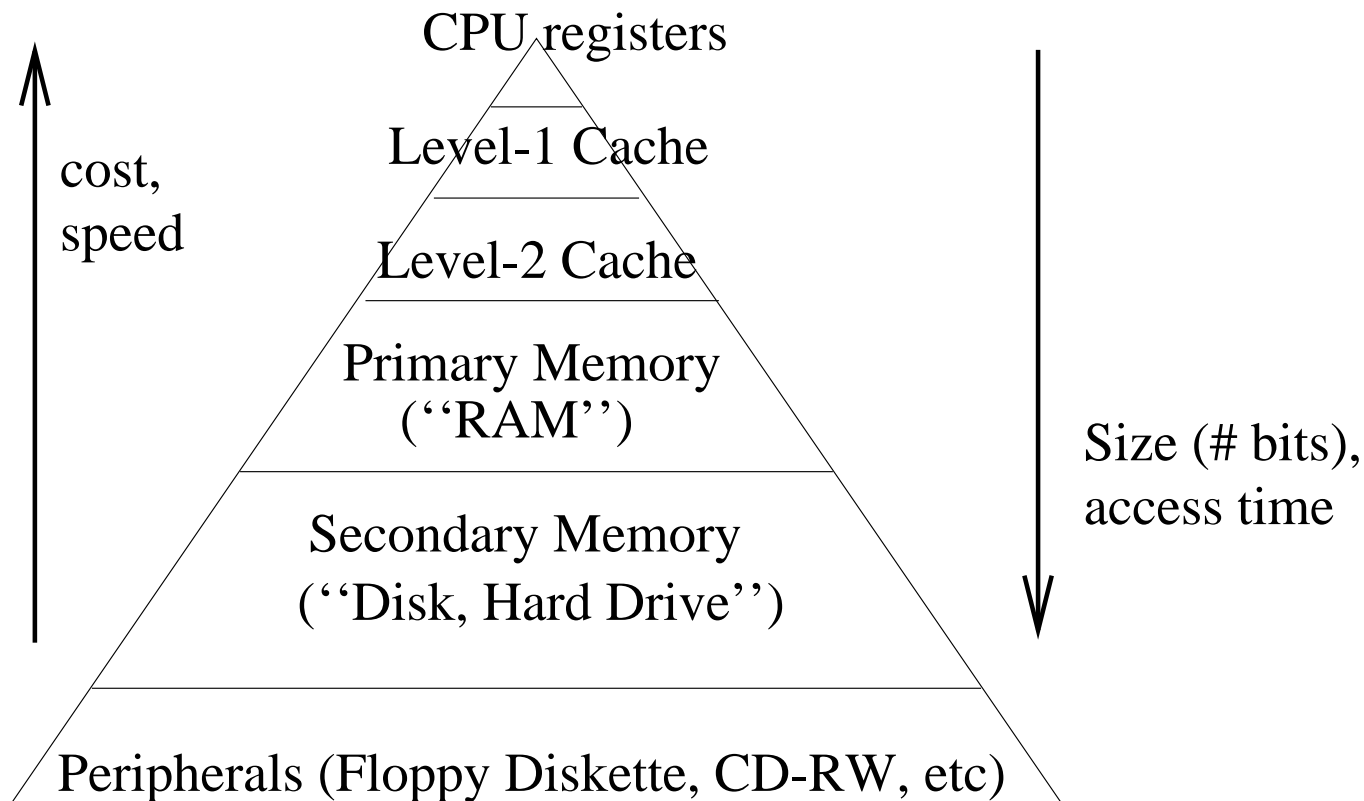 CPU registers
Level-1 Cache
cost,
speed
Level-2 Cache
Primary Memory
(‘‘RAM’’)
Size (# bits),
access time
Secondary Memory
(‘‘Disk, Hard Drive’’)
Peripherals (Floppy Diskette, CD-RW, etc)